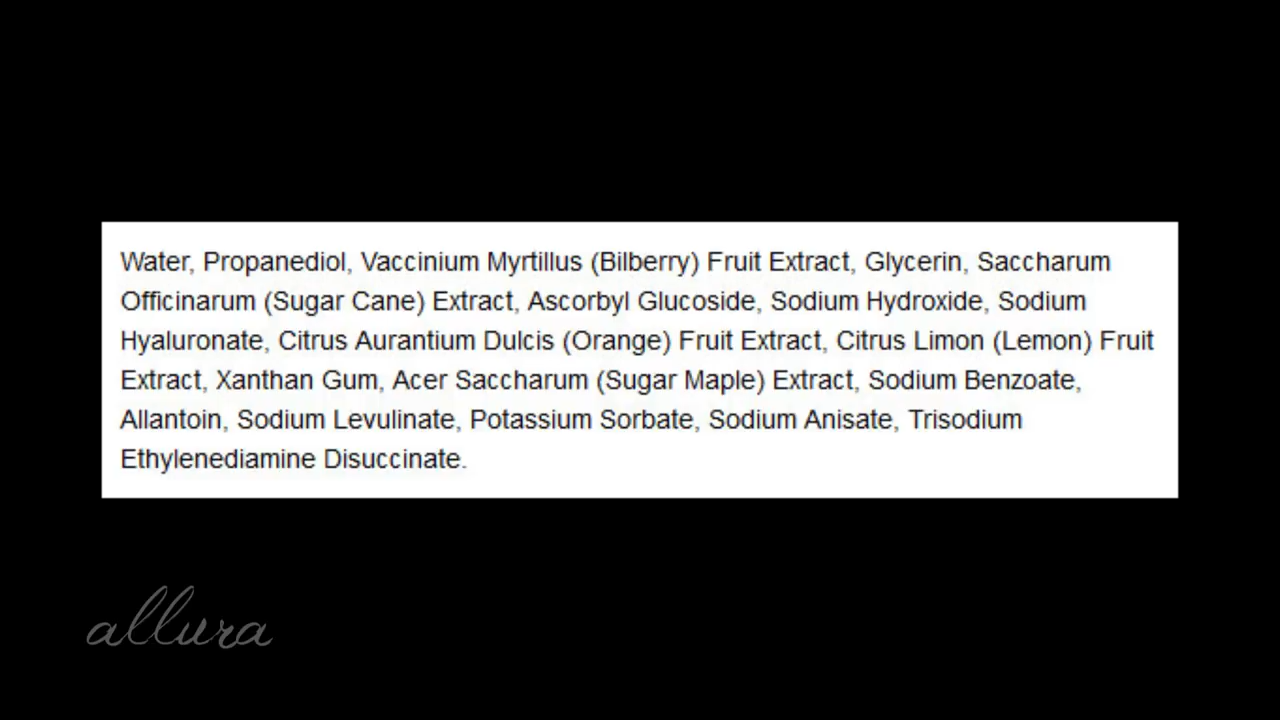 Water, Propanediol, Vaccinium Myrtillus (Bilberry) Fruit Extract, Glycerin, Saccharum
Officinarum (Sugar Cane) Extract, Ascorbyl Glucoside, Sodium Hydroxide, Sodium
Hyaluronate, Citrus Aurantium Dulcis (Orange) Fruit Extract, Citrus Limon (Lemon) Fruit
Extract, Xanthan Gum, Acer Saccharum (Sugar Maple) Extract, Sodium Benzoate,
Allantoin, Sodium Levulinate, Potassium Sorbate, Sodium Anisate, Trisodium
Ethylenediamine Disuccinate.
allura